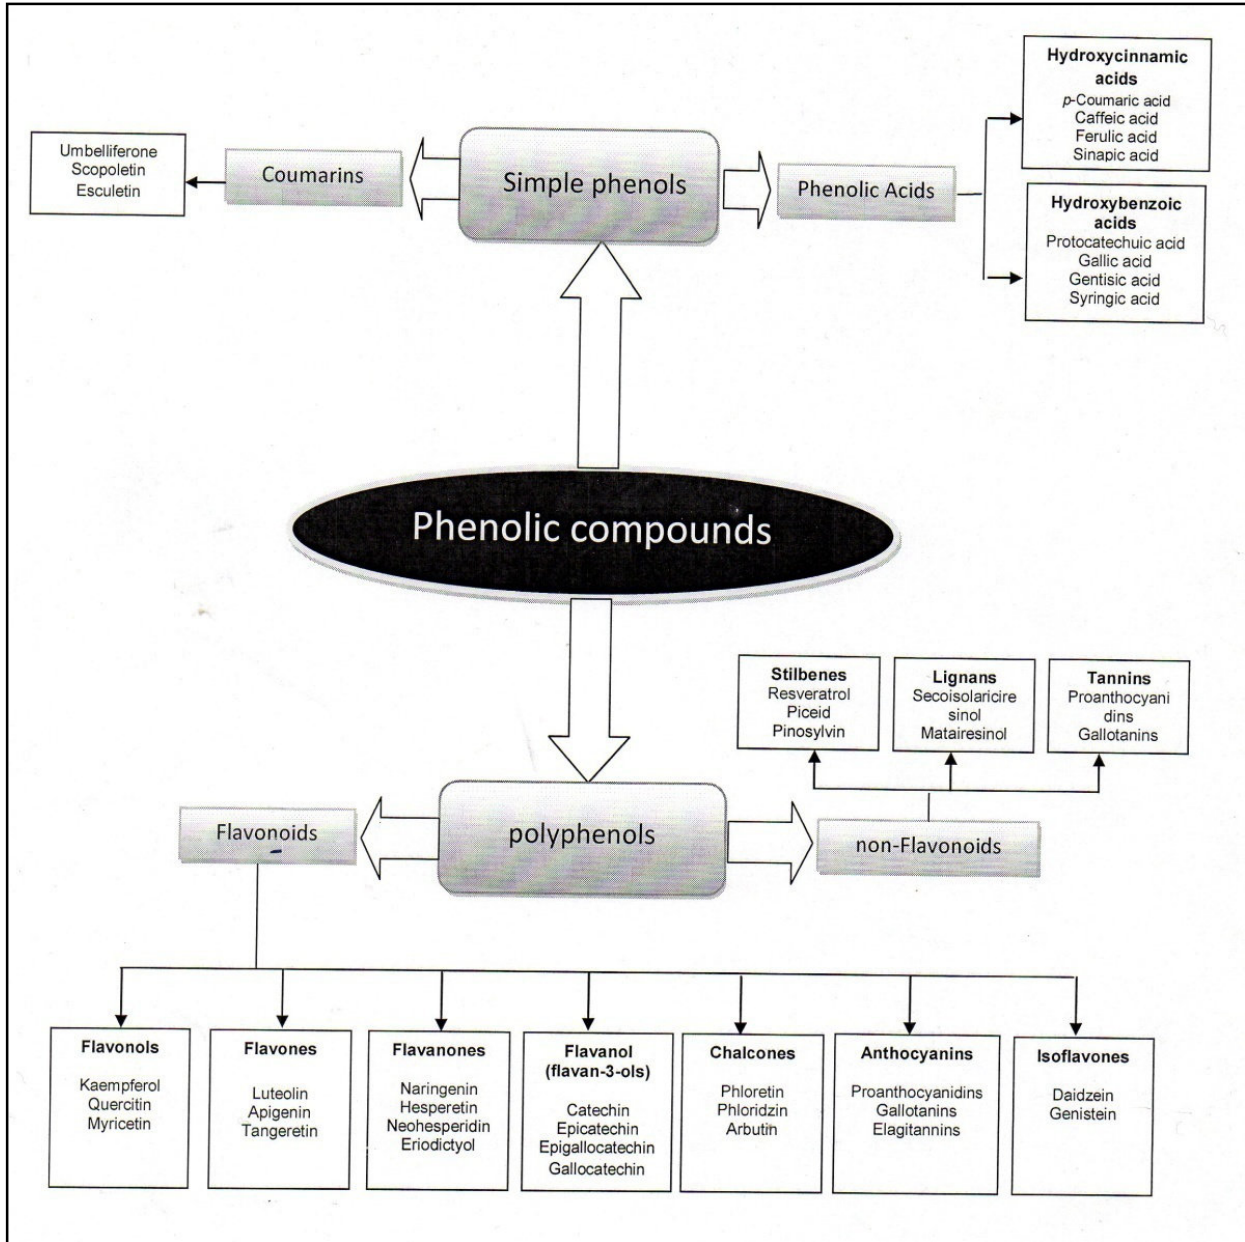 Hydroxycinnamic
acids
p-Coumaric acid
Caffeic acid
Ferulic acid
Sinapic acid
Umbelliferone
Scopoletin
Esculetin
Coumarins
Simple phenols
Phenolic Acids
Hydroxybenzoic
acids
Protocatechuic acid
Gallic acid
Gentisic acid
Syringic acid
Phenolic compounds
Stilbenes
Resveratrol
Piceid
Pinosylvin
Lignans
Secoisolaricire
sinol
Matairesinol
Tannins
Proanthocyani
dins
Gallotanins
Flavonoids
polyphenols
non-Flavonoids
Flavonols
Kaempferol
Quercitin
Myricetin
Flavones
Luteolin
Apigenin
Tangeretin
Flavanones
Naringenin
Hesperetin
Neohesperidin
Eriodictyol
Flavanol
(flavan-3-ols)
Catechin
Epicatechin
Epigallocatechin
Gallocatechin
Chalcones
Phloretin
Phloridzin
Arbutin
Anthocyanins
Proanthocyanidins
Gallotanins
Elagitannins
Isoflavones
Daidzein
Genistein